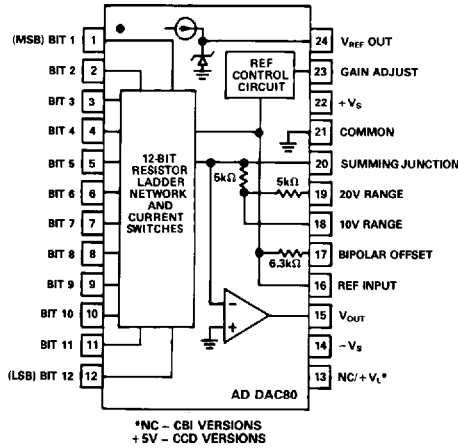 (MSB) BIT 1 1
BIT 2 2
BIT 3 3
BIT 4 4
BIT 5 5
BIT 6 6
BIT 7 7
BIT 8 8
BIT 9 9
BIT 10 10
BIT 11 11
(LSB) BIT 12 12
12-BIT
RESISTOR
LADDER
NETWORK
AND
CURRENT
SWITCHES
REF
CONTROL
CIRCUIT
5kΩ
5kΩ
6.3kΩ
−
+
24 VREF OUT
23 GAIN ADJUST
22 +VS
21 COMMON
20 SUMMING JUNCTION
19 20V RANGE
18 10V RANGE
17 BIPOLAR OFFSET
16 REF INPUT
15 VOUT
14 −VS
13 NC/+VL*
AD DAC80
*NC – CBI VERSIONS
+5V – CCD VERSIONS